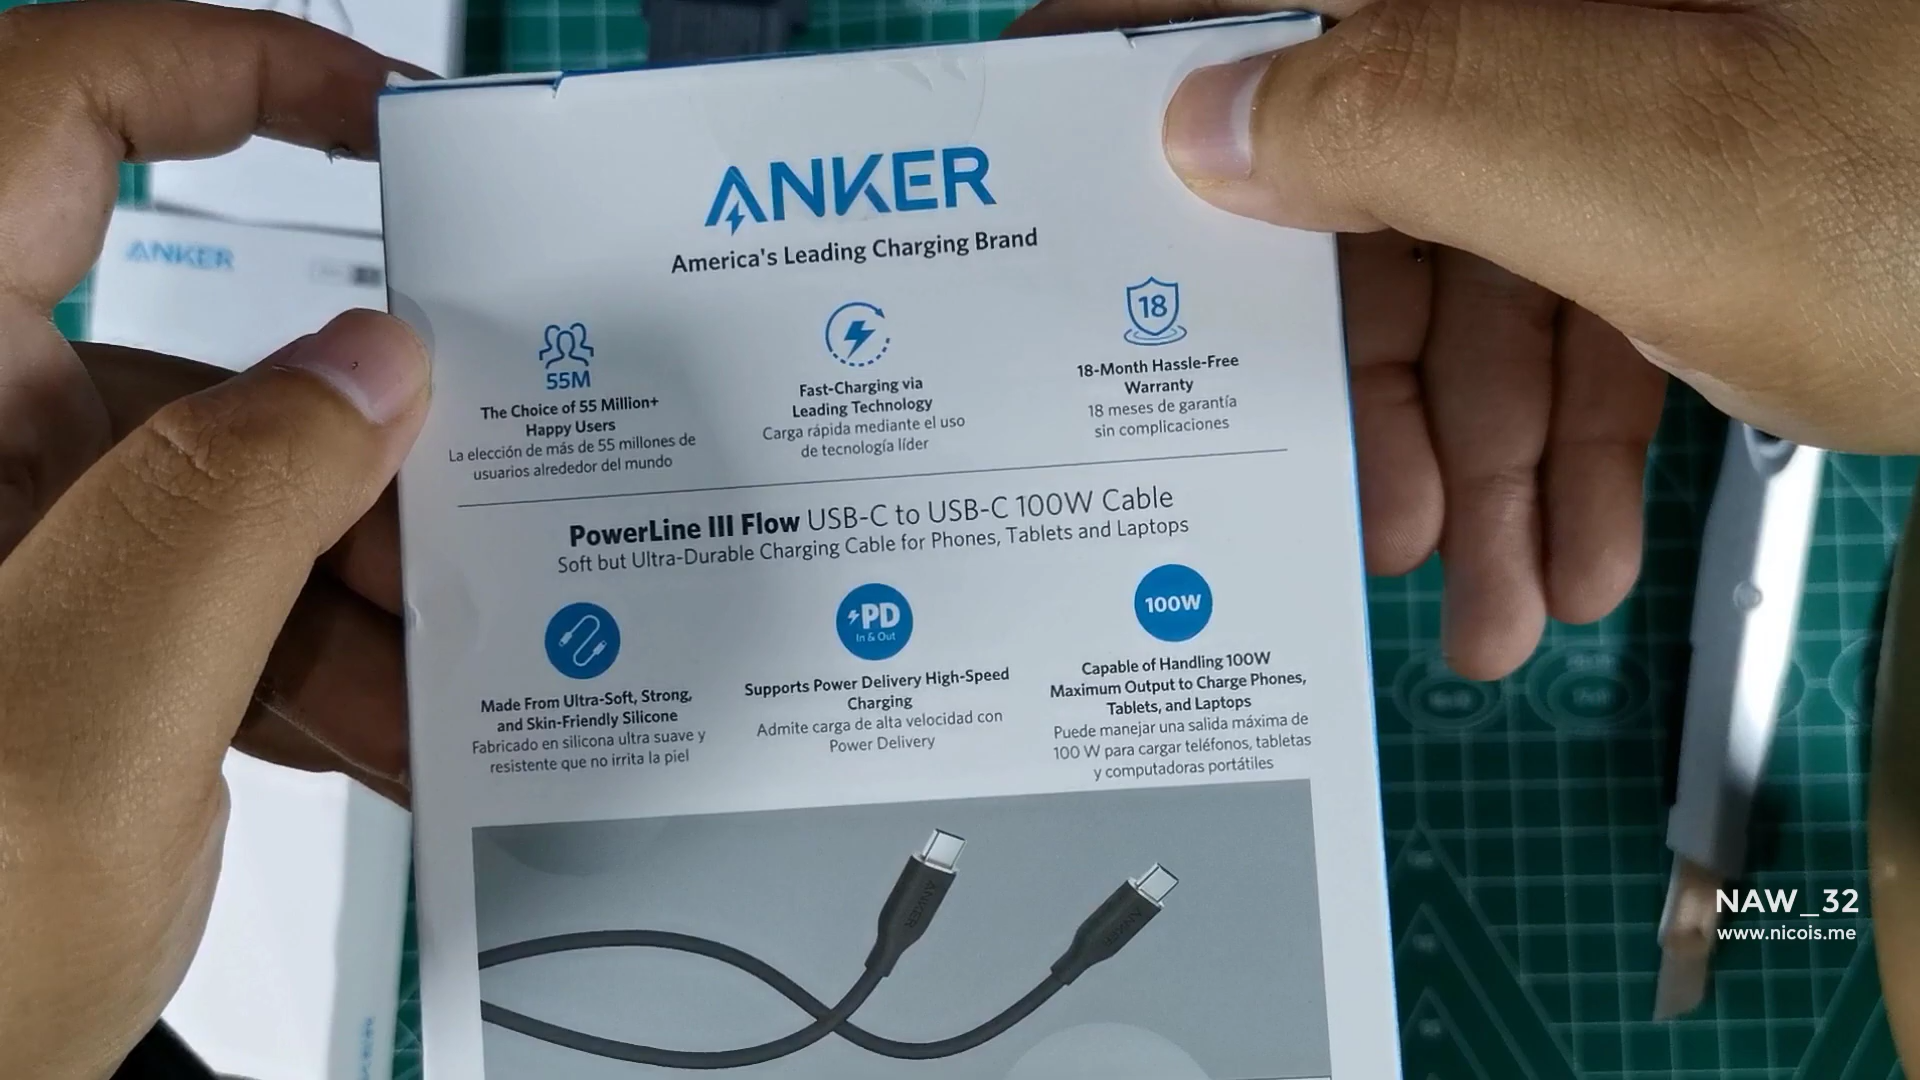 ANKER
America's Leading Charging Brand
55M
The Choice of 55 Million+
Happy Users
La elección de más de 55 millones de
usuarios alrededor del mundo
Fast-Charging via
Leading Technology
Carga rápida mediante el uso
de tecnología líder
18
18-Month Hassle-Free
Warranty
18 meses de garantía
sin complicaciones
PowerLine III Flow USB-C to USB-C 100W Cable
Soft but Ultra-Durable Charging Cable for Phones, Tablets and Laptops
Made From Ultra-Soft, Strong,
and Skin-Friendly Silicone
Fabricado en silicona ultra suave y
resistente que no irrita la piel
PD
In & Out
Supports Power Delivery High-Speed
Charging
Admite carga de alta velocidad con
Power Delivery
100W
Capable of Handling 100W
Maximum Output to Charge Phones,
Tablets, and Laptops
Puede manejar una salida máxima de
100 W para cargar teléfonos, tabletas
y computadoras portátiles
ANKER
ANKER
ANKER
NAW_32
www.nicois.me